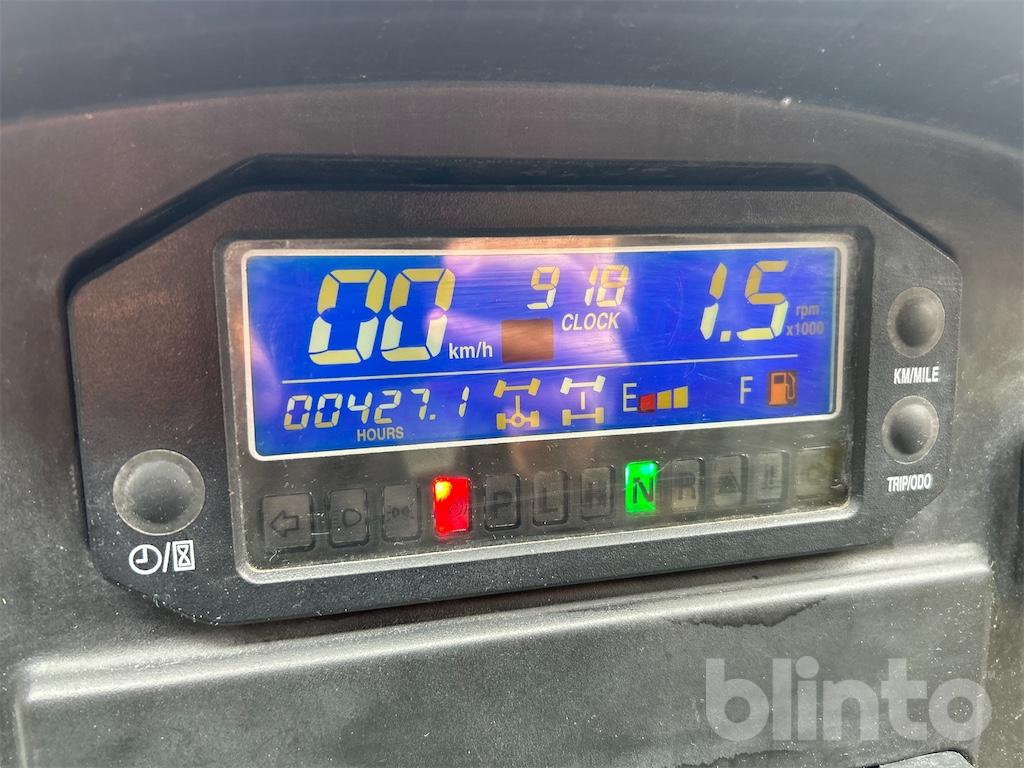 00 km/h 9 18 CLOCK 1.5 rpm x1000
00427.1 HOURS E F
P L H N R
KM/MILE
TRIP/ODO
blinto